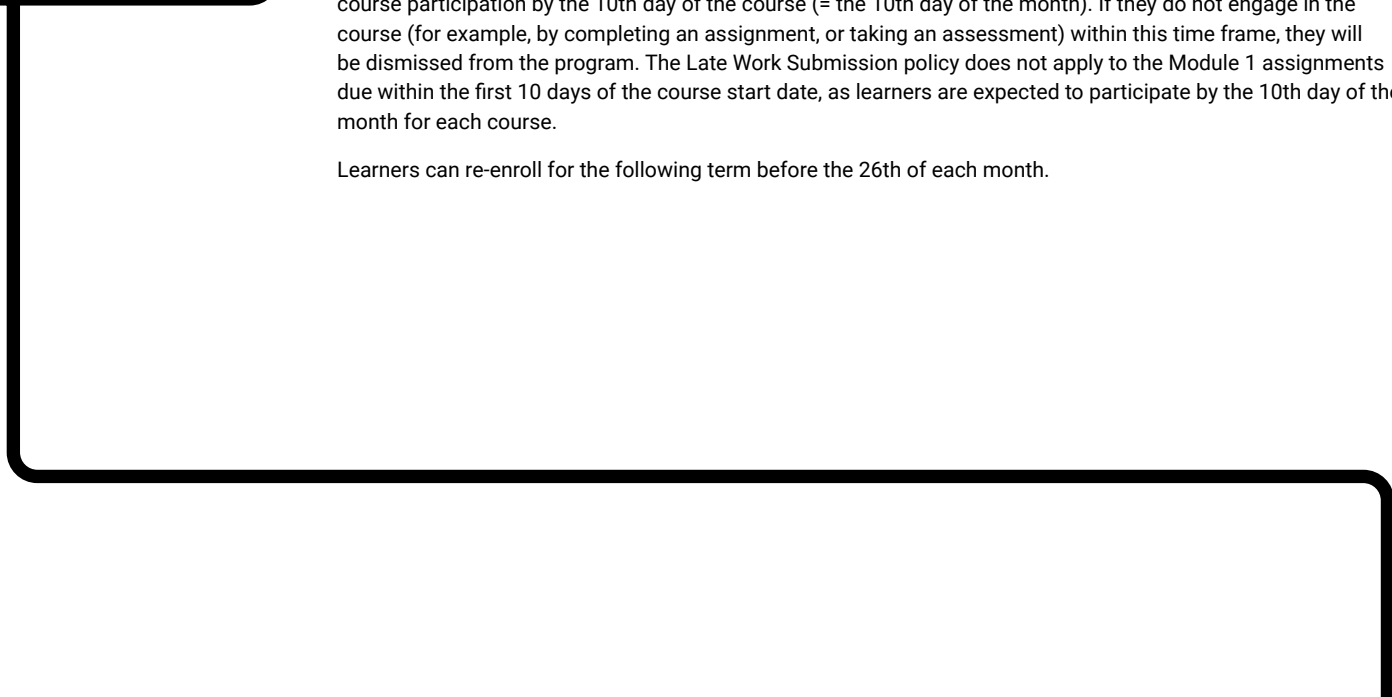 course participation by the 10th day of the course (= the 10th day of the month). If they do not engage in the
course (for example, by completing an assignment, or taking an assessment) within this time frame, they will
be dismissed from the program. The Late Work Submission policy does not apply to the Module 1 assignments
due within the first 10 days of the course start date, as learners are expected to participate by the 10th day of the
month for each course.
Learners can re-enroll for the following term before the 26th of each month.